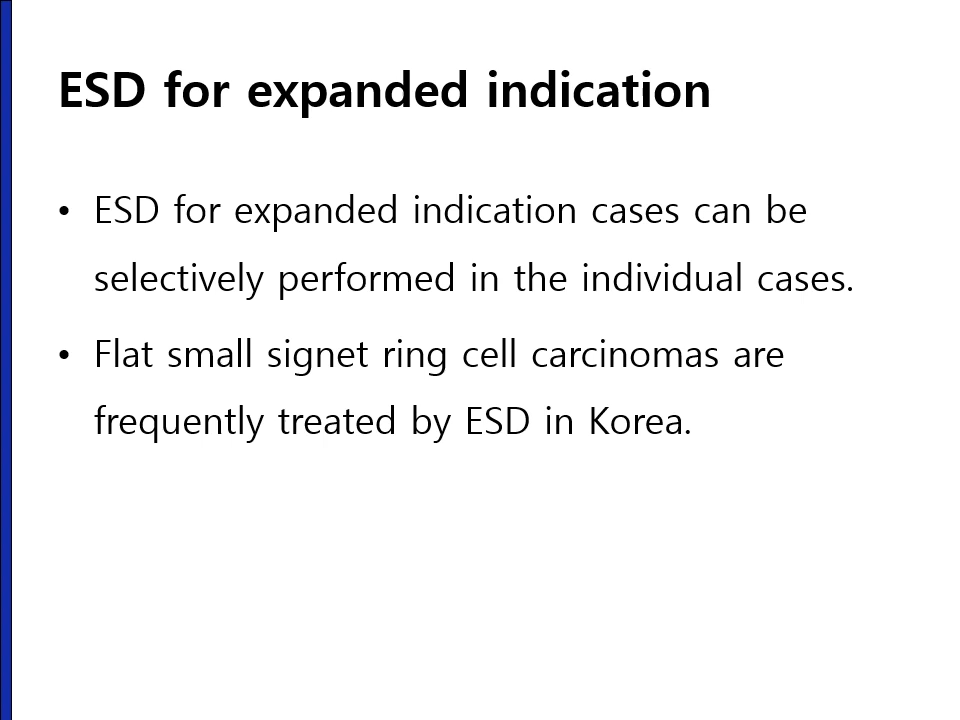 ESD for expanded indication
• ESD for expanded indication cases can be
selectively performed in the individual cases.
• Flat small signet ring cell carcinomas are
frequently treated by ESD in Korea.